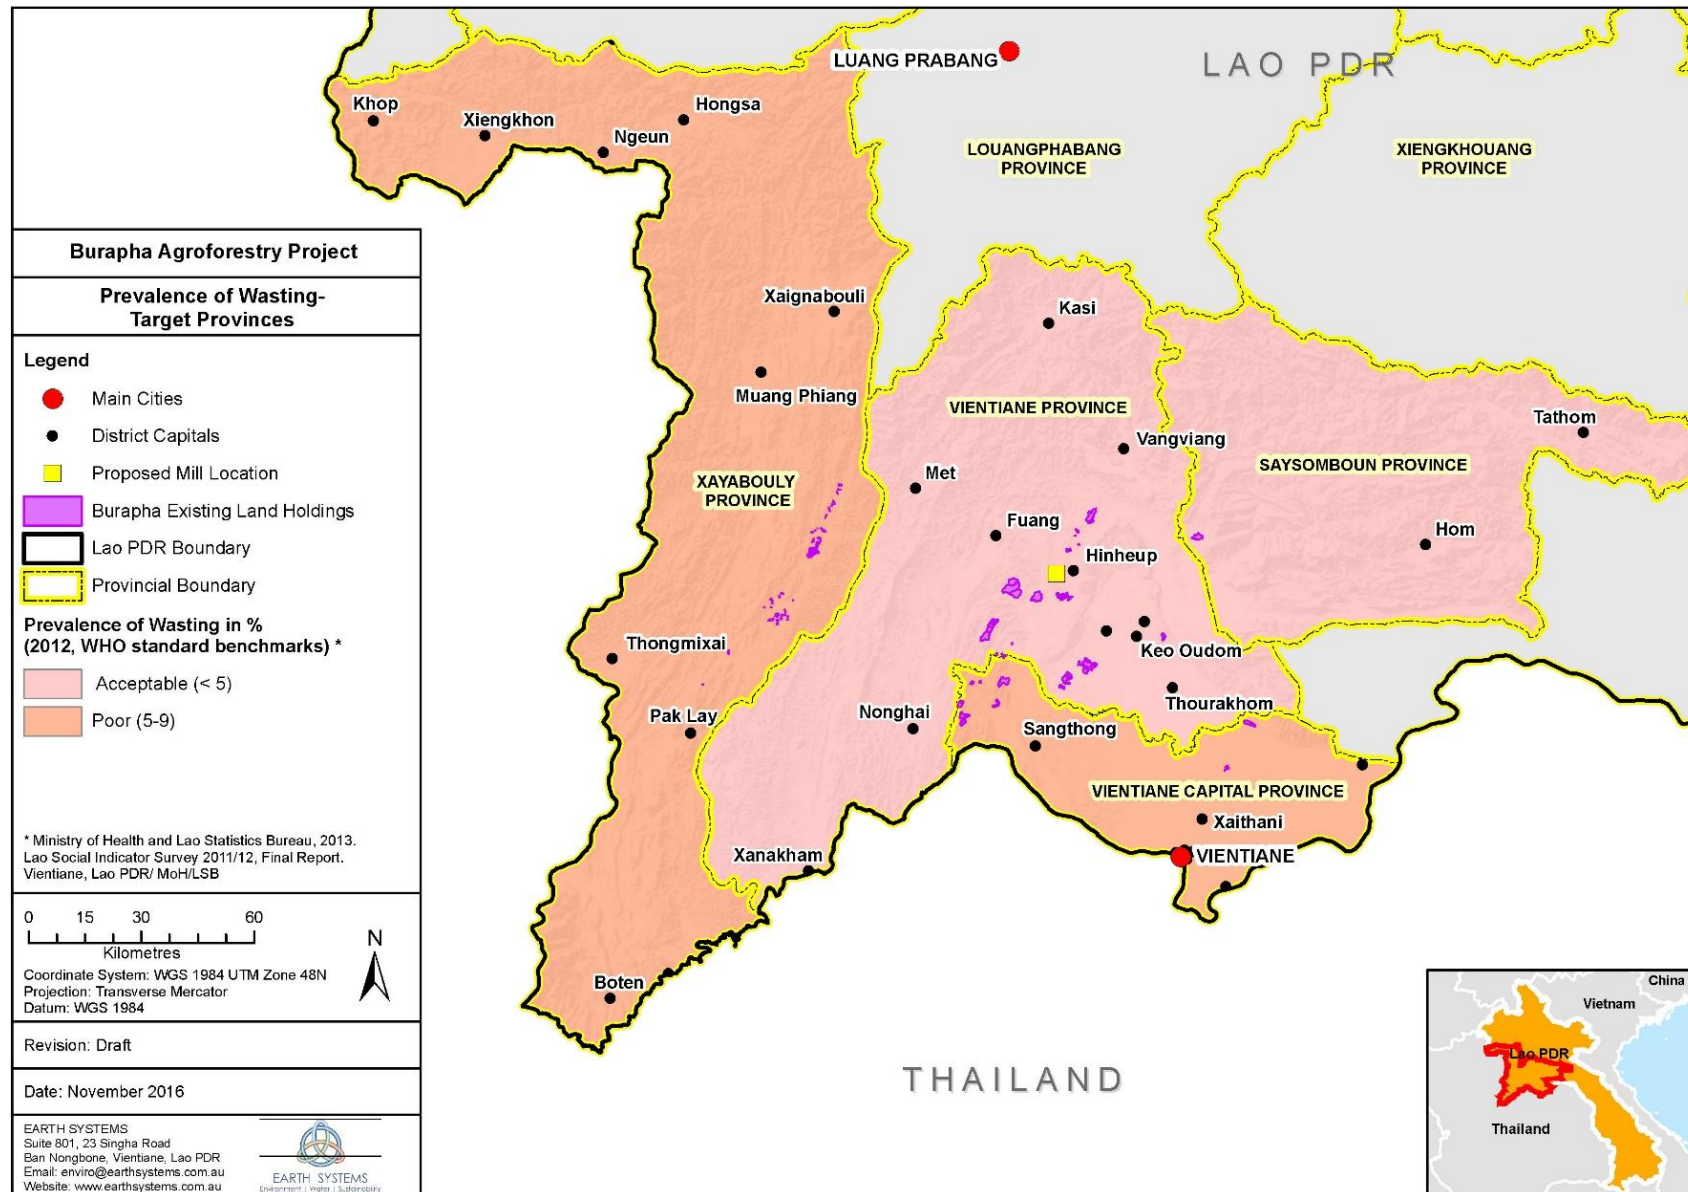 LUANG PRABANG
LAO PDR
Khop
Xiengkhon
Ngeun
Hongsa
LOUANGPHABANG
PROVINCE
XIENGKHOUANG
PROVINCE
Burapha Agroforestry Project
Prevalence of Wasting-
Target Provinces
Legend
Main Cities
District Capitals
Proposed Mill Location
Burapha Existing Land Holdings
Lao PDR Boundary
Provincial Boundary
Prevalence of Wasting in %
(2012, WHO standard benchmarks) *
Acceptable (< 5)
Poor (5-9)
* Ministry of Health and Lao Statistics Bureau, 2013.
Lao Social Indicator Survey 2011/12, Final Report.
Vientiane, Lao PDR/ MoH/LSB
0 15 30 60
Kilometres
N
Coordinate System: WGS 1984 UTM Zone 48N
Projection: Transverse Mercator
Datum: WGS 1984
Revision: Draft
Date: November 2016
EARTH SYSTEMS
Suite 801, 23 Singha Road
Ban Nongbone, Vientiane, Lao PDR
Email: enviro@earthsystems.com.au
Website: www.earthsystems.com.au
EARTH SYSTEMS
Environment | Water | Sustainability
Xaignabouli
Muang Phiang
XAYABOULY
PROVINCE
Thongmixai
Pak Lay
Boten
Kasi
VIENTIANE PROVINCE
Vangviang
Met
Fuang
Hinheup
Keo Oudom
Thourakhom
Nonghai
Xanakham
Tathom
SAYSOMBOUN PROVINCE
Hom
Sangthong
VIENTIANE CAPITAL PROVINCE
Xaithani
VIENTIANE
THAILAND
China
Vietnam
Lao PDR
Thailand